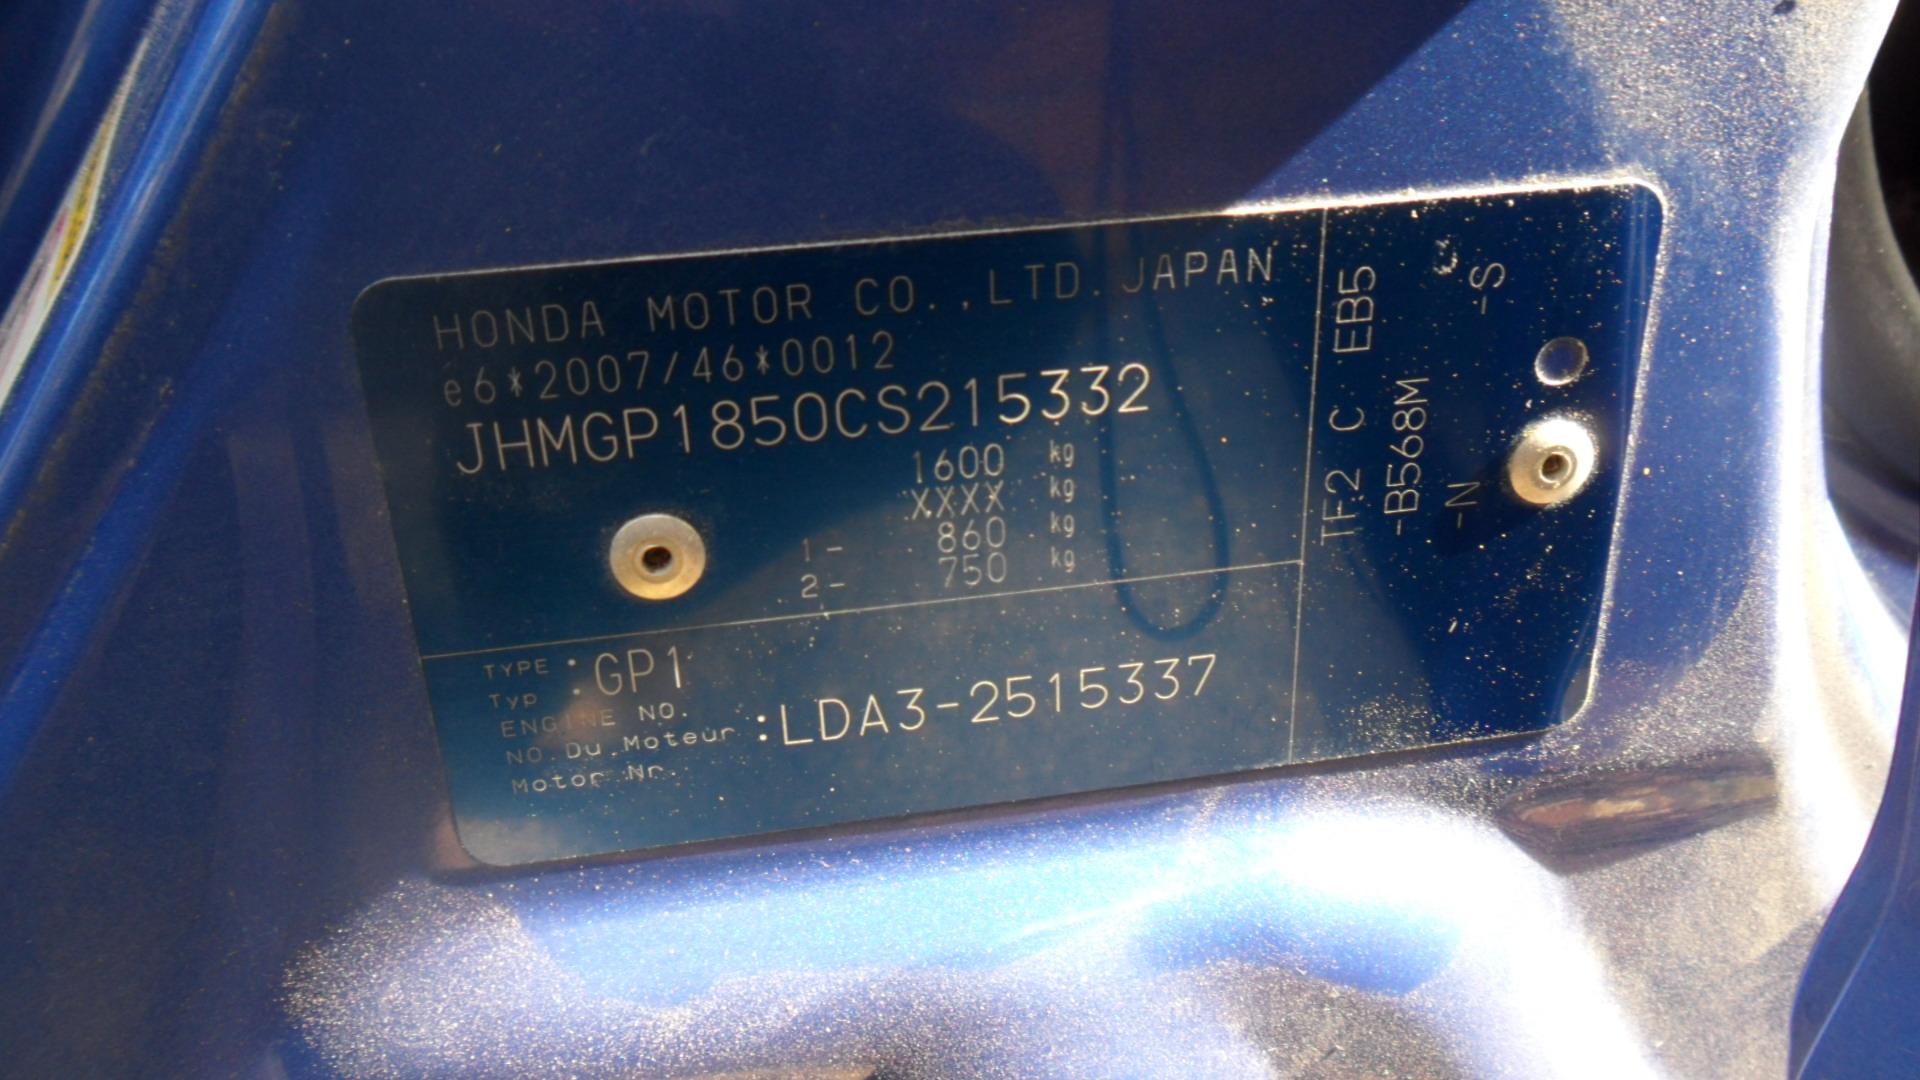 HONDA MOTOR CO.,LTD.JAPAN
e6*2007/46*0012
JHMGP1850CS215332
1600 kg
XXXX kg
1- 860 kg
2- 750 kg
TYPE
Typ :GP1
ENGINE NO.
NO.Du.Moteur :LDA3-2515337
Motor Nr.
TF2 C EB5
-B568M
-N -S